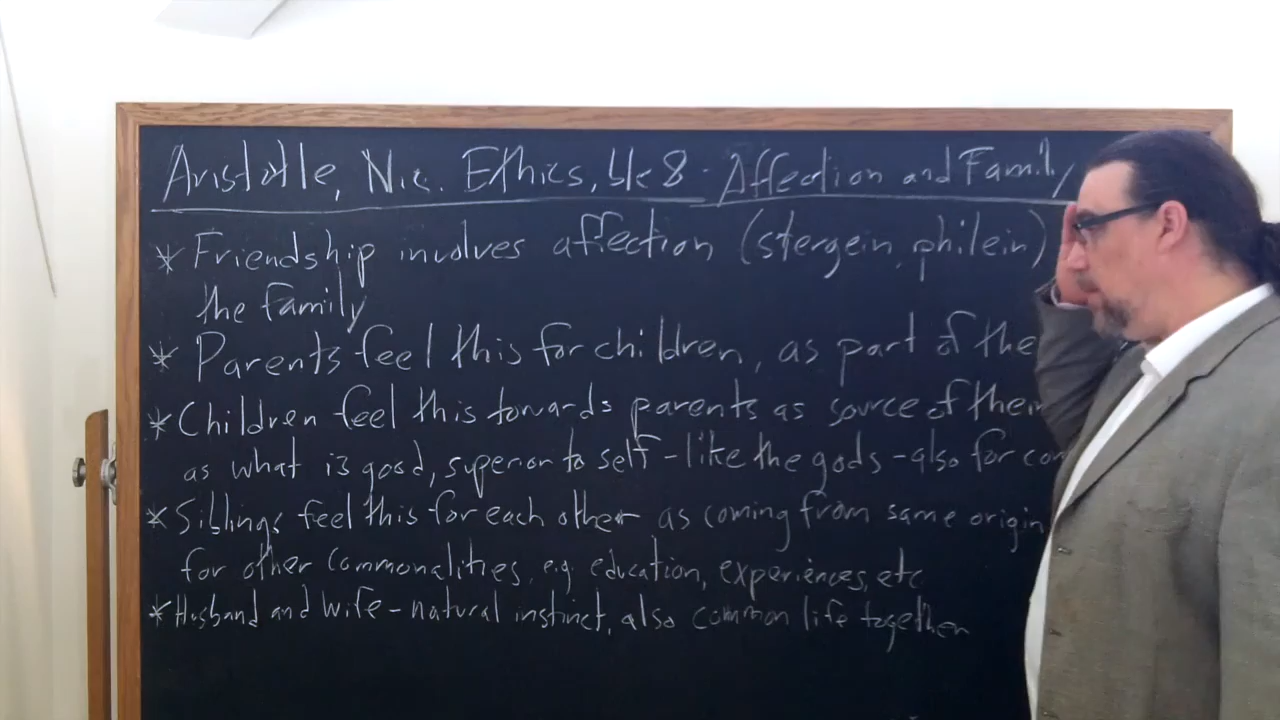 Aristotle, Nic. Ethics, bk 8 - Affection and Family
* Friendship involves affection (stergein, philein)
the family
* Parents feel this for children, as part of the
* Children feel this towards parents as source of their
as what is good, superior to self - like the gods - also for
* Siblings feel this for each other as coming from same origin
for other commonalities, e.g. education, experiences, etc
* Husband and Wife - natural instinct, also common life together